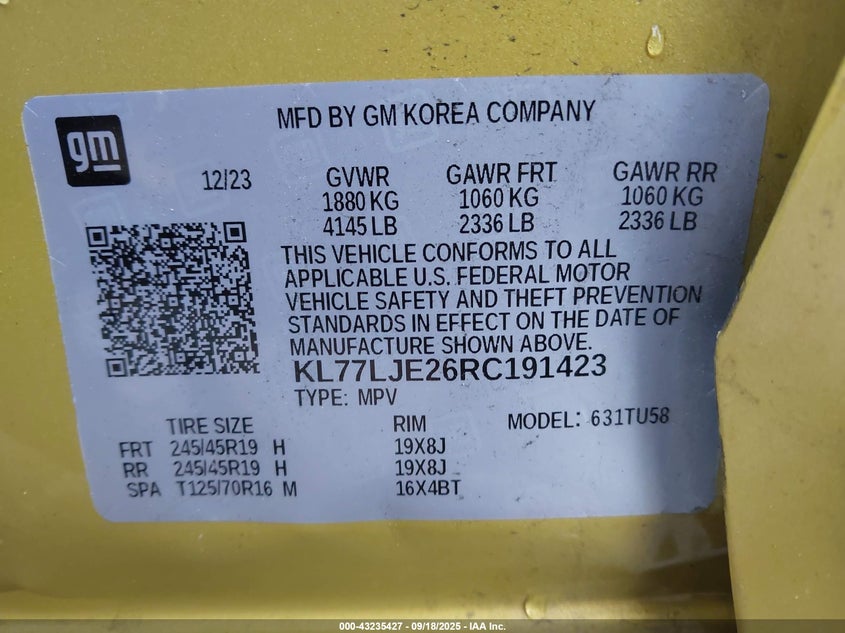 MFD BY GM KOREA COMPANY
gm
12/23
GVWR GAWR FRT GAWR RR
1880 KG 1060 KG 1060 KG
4145 LB 2336 LB 2336 LB
THIS VEHICLE CONFORMS TO ALL
APPLICABLE U.S. FEDERAL MOTOR
VEHICLE SAFETY AND THEFT PREVENTION
STANDARDS IN EFFECT ON THE DATE OF
MANUFACTURE SHOWN ABOVE.
KL77LJE26RC191423
TYPE: MPV
TIRE SIZE RIM MODEL: 631TU58
FRT 245/45R19 H 19X8J
RR 245/45R19 H 19X8J
SPA T125/70R16 M 16X4BT
000-43235427 - 09/18/2025 - IAA Inc.